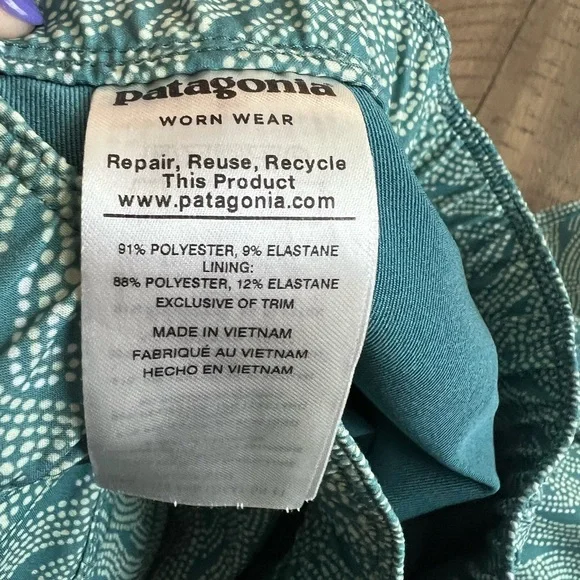 patagonia
WORN WEAR
Repair, Reuse, Recycle
This Product
www.patagonia.com
91% POLYESTER, 9% ELASTANE
LINING:
88% POLYESTER, 12% ELASTANE
EXCLUSIVE OF TRIM
MADE IN VIETNAM
FABRIQUÉ AU VIETNAM
HECHO EN VIETNAM